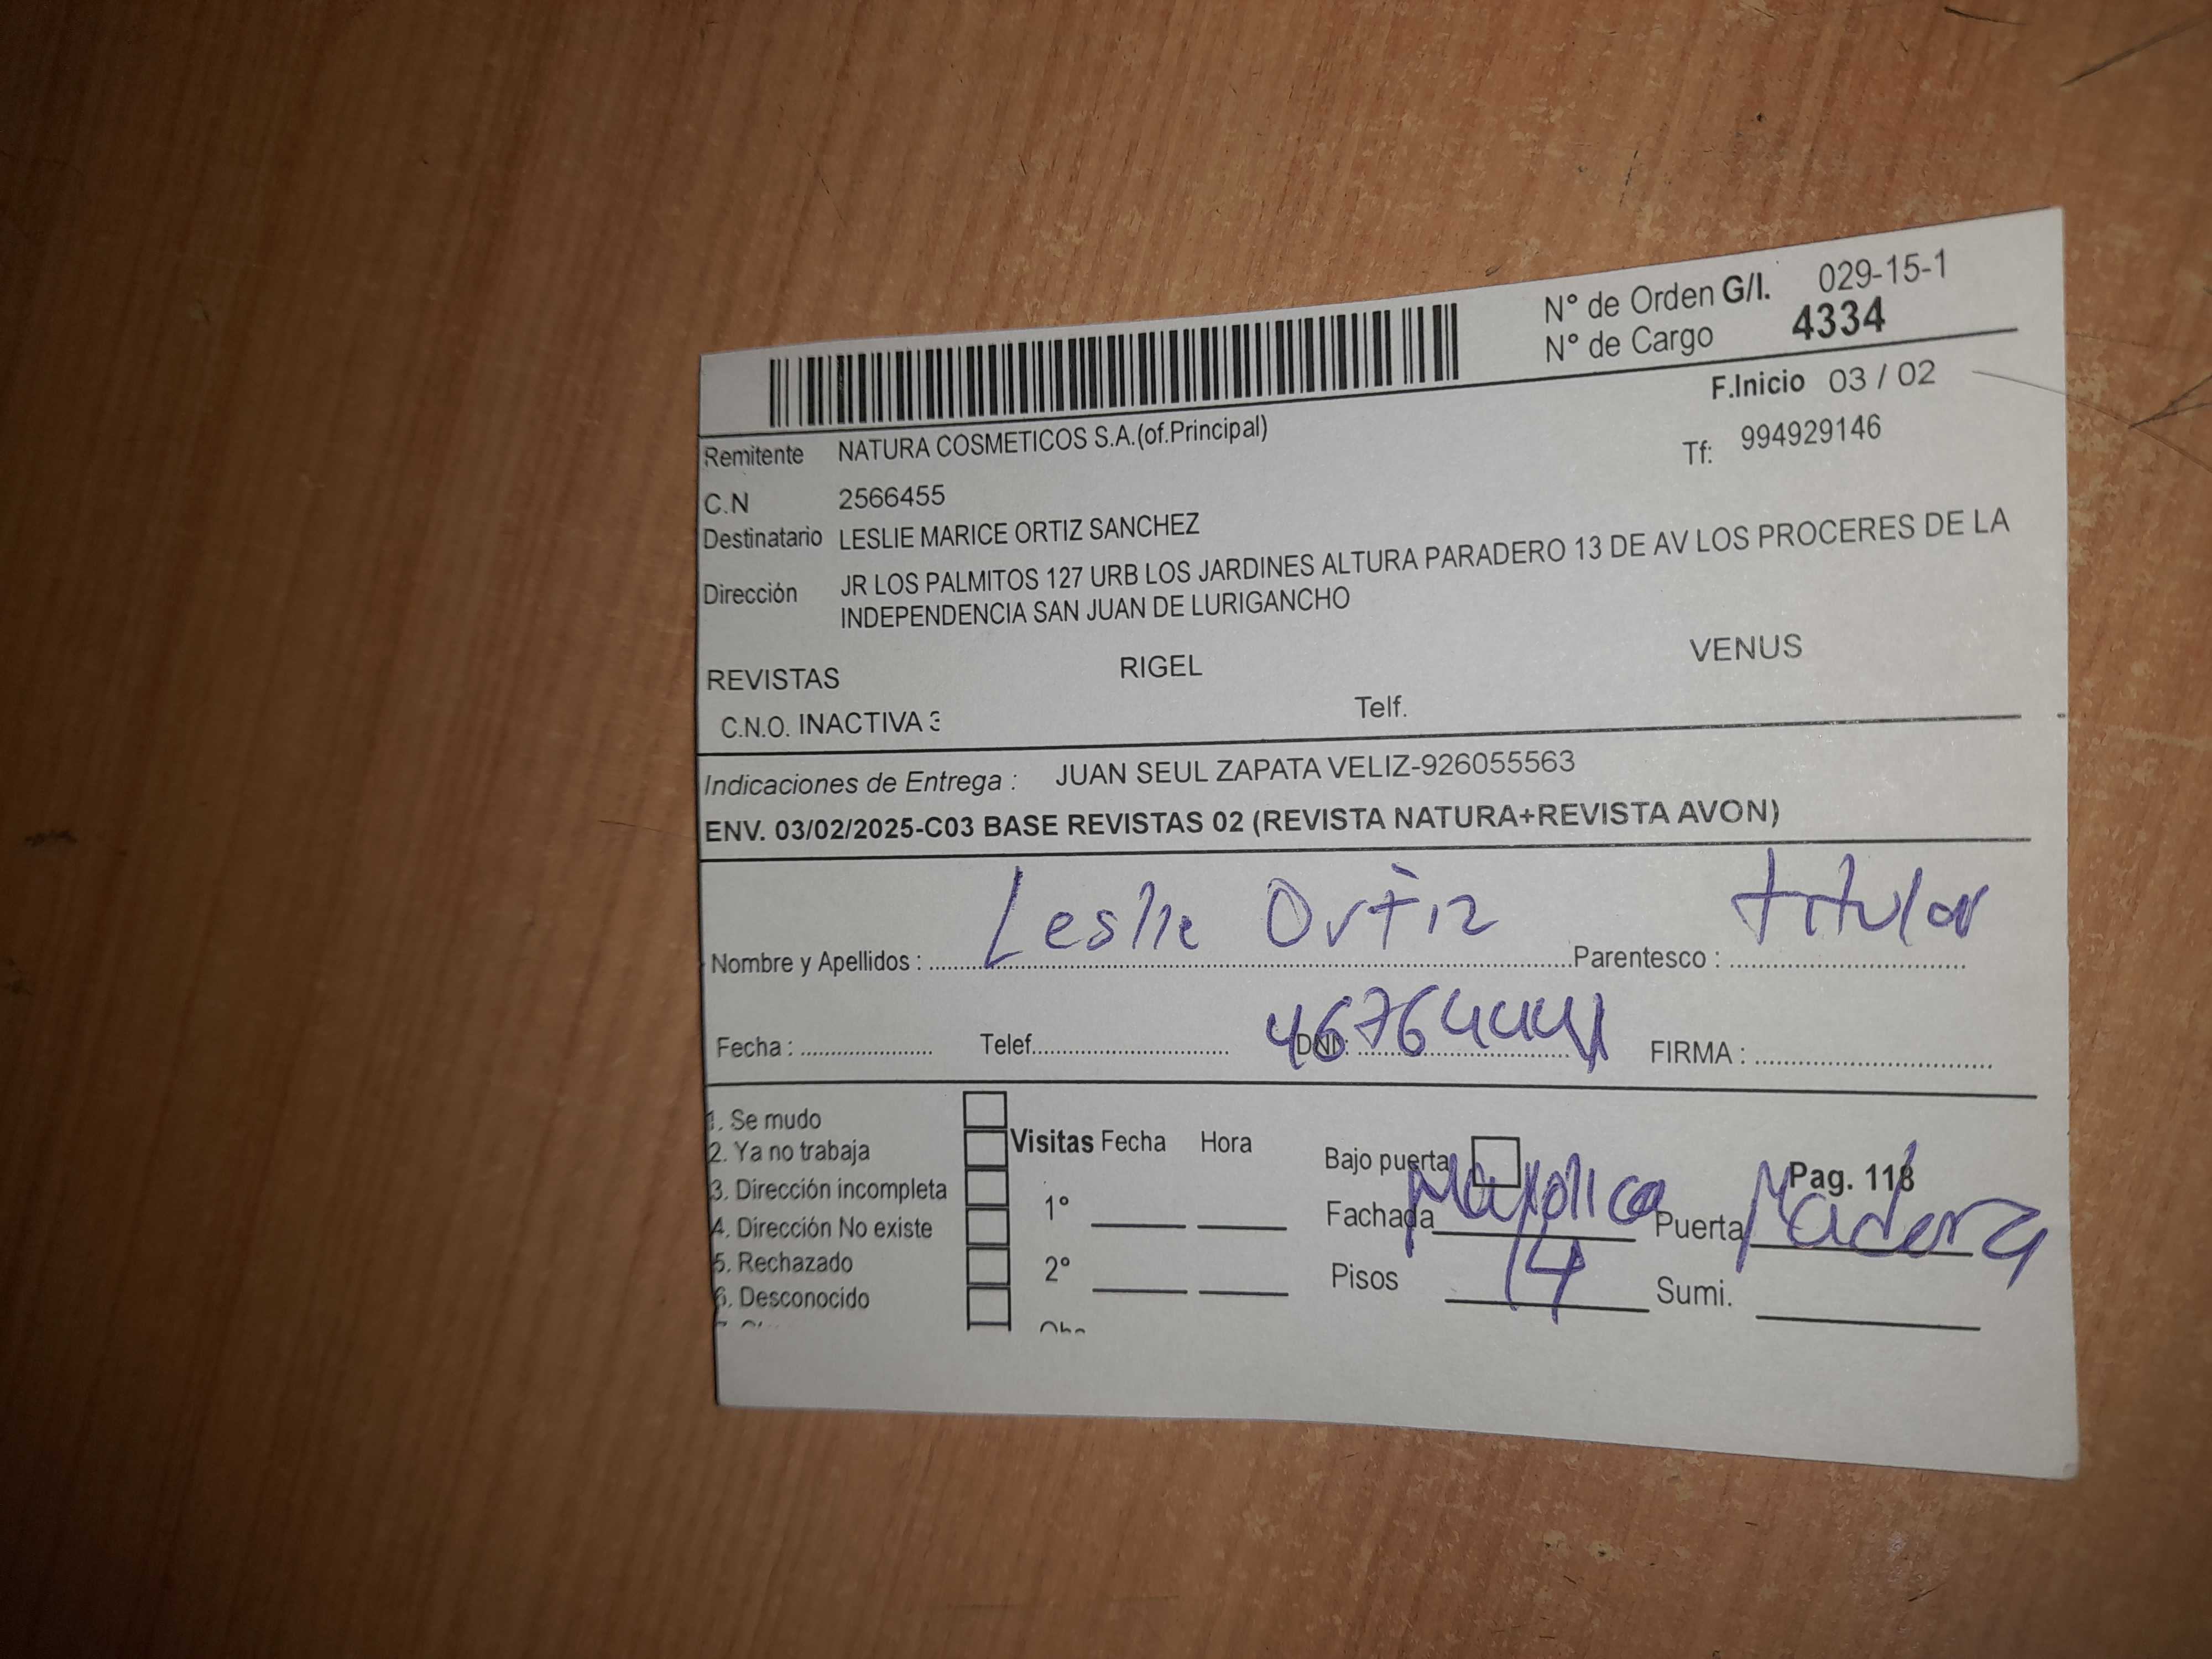 N° de Orden G/I. 029-15-1
N° de Cargo 4334
F.Inicio 03 / 02
Remitente NATURA COSMETICOS S.A.(of.Principal)
Tf: 994929146
C.N 2566455
Destinatario LESLIE MARICE ORTIZ SANCHEZ
Dirección JR LOS PALMITOS 127 URB LOS JARDINES ALTURA PARADERO 13 DE AV LOS PROCERES DE LA
INDEPENDENCIA SAN JUAN DE LURIGANCHO
REVISTAS RIGEL VENUS
C.N.O. INACTIVA 3 Telf.
Indicaciones de Entrega : JUAN SEUL ZAPATA VELIZ-926055563
ENV. 03/02/2025-C03 BASE REVISTAS 02 (REVISTA NATURA+REVISTA AVON)
Nombre y Apellidos : Leslie Ortiz Parentesco : titular
Fecha : Telef. DNI. FIRMA :
1. Se mudo
2. Ya no trabaja
3. Dirección incompleta
4. Dirección No existe
5. Rechazado
6. Desconocido
Visitas Fecha Hora
1°
2°
Bajo puerta Pag. 118
Fachada Mayolica Puerta Madera
Pisos 4 Sumi.